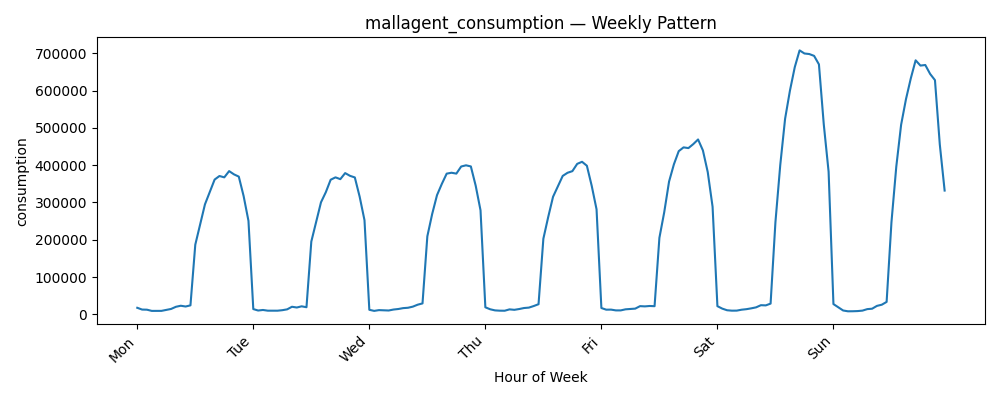 mallagent_consumption — Weekly Pattern
700000
600000
500000
400000
300000
200000
100000
0
consumption
Mon
Tue
Wed
Thu
Fri
Sat
Sun
Hour of Week